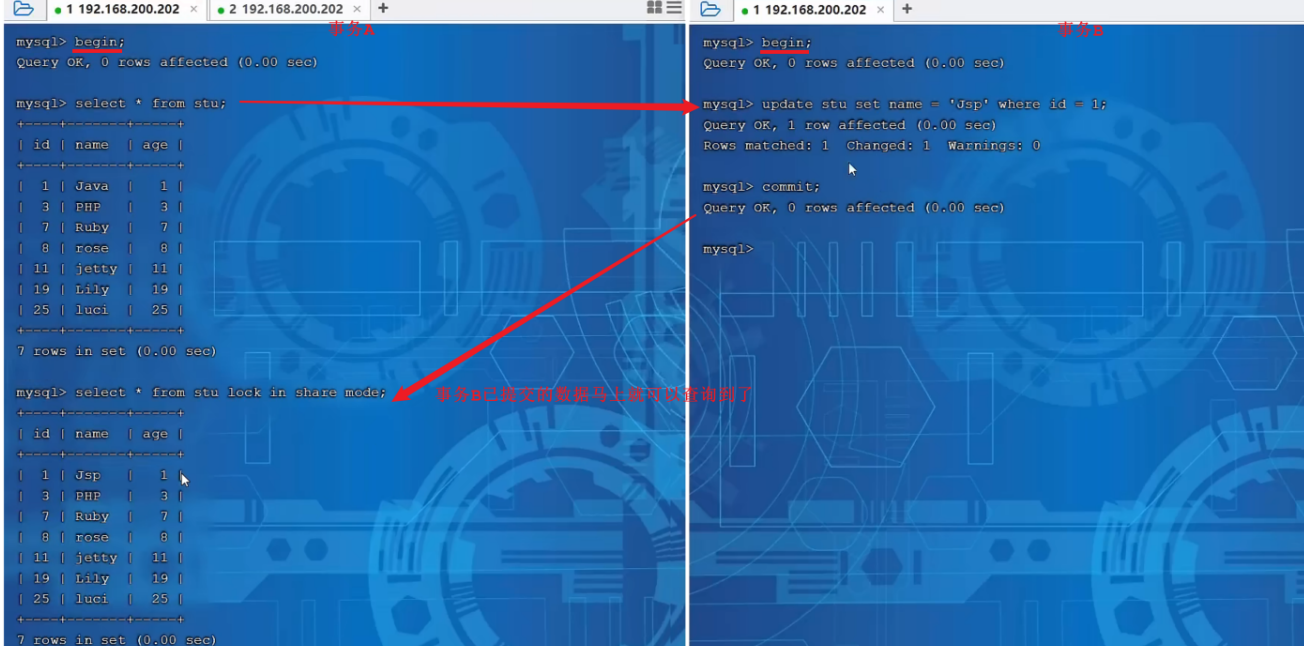 1 192.168.200.202 × 2 192.168.200.202 × +
事务A
mysql> begin;
Query OK, 0 rows affected (0.00 sec)
mysql> select * from stu;
+----+-------+-----+
| id | name | age |
+----+-------+-----+
| 1 | Java | 1 |
| 3 | PHP | 3 |
| 7 | Ruby | 7 |
| 8 | rose | 8 |
| 11 | jetty | 11 |
| 19 | Lily | 19 |
| 25 | luci | 25 |
+----+-------+-----+
7 rows in set (0.00 sec)
mysql> select * from stu lock in share mode;
事务B已提交的数据马上就可以查询到了
+----+-------+-----+
| id | name | age |
+----+-------+-----+
| 1 | Jsp | 1 |
| 3 | PHP | 3 |
| 7 | Ruby | 7 |
| 8 | rose | 8 |
| 11 | jetty | 11 |
| 19 | Lily | 19 |
| 25 | luci | 25 |
+----+-------+-----+
7 rows in set (0.00 sec)
1 192.168.200.202 × +
事务B
mysql> begin;
Query OK, 0 rows affected (0.00 sec)
mysql> update stu set name = 'Jsp' where id = 1;
Query OK, 1 row affected (0.00 sec)
Rows matched: 1 Changed: 1 Warnings: 0
mysql> commit;
Query OK, 0 rows affected (0.00 sec)
mysql>